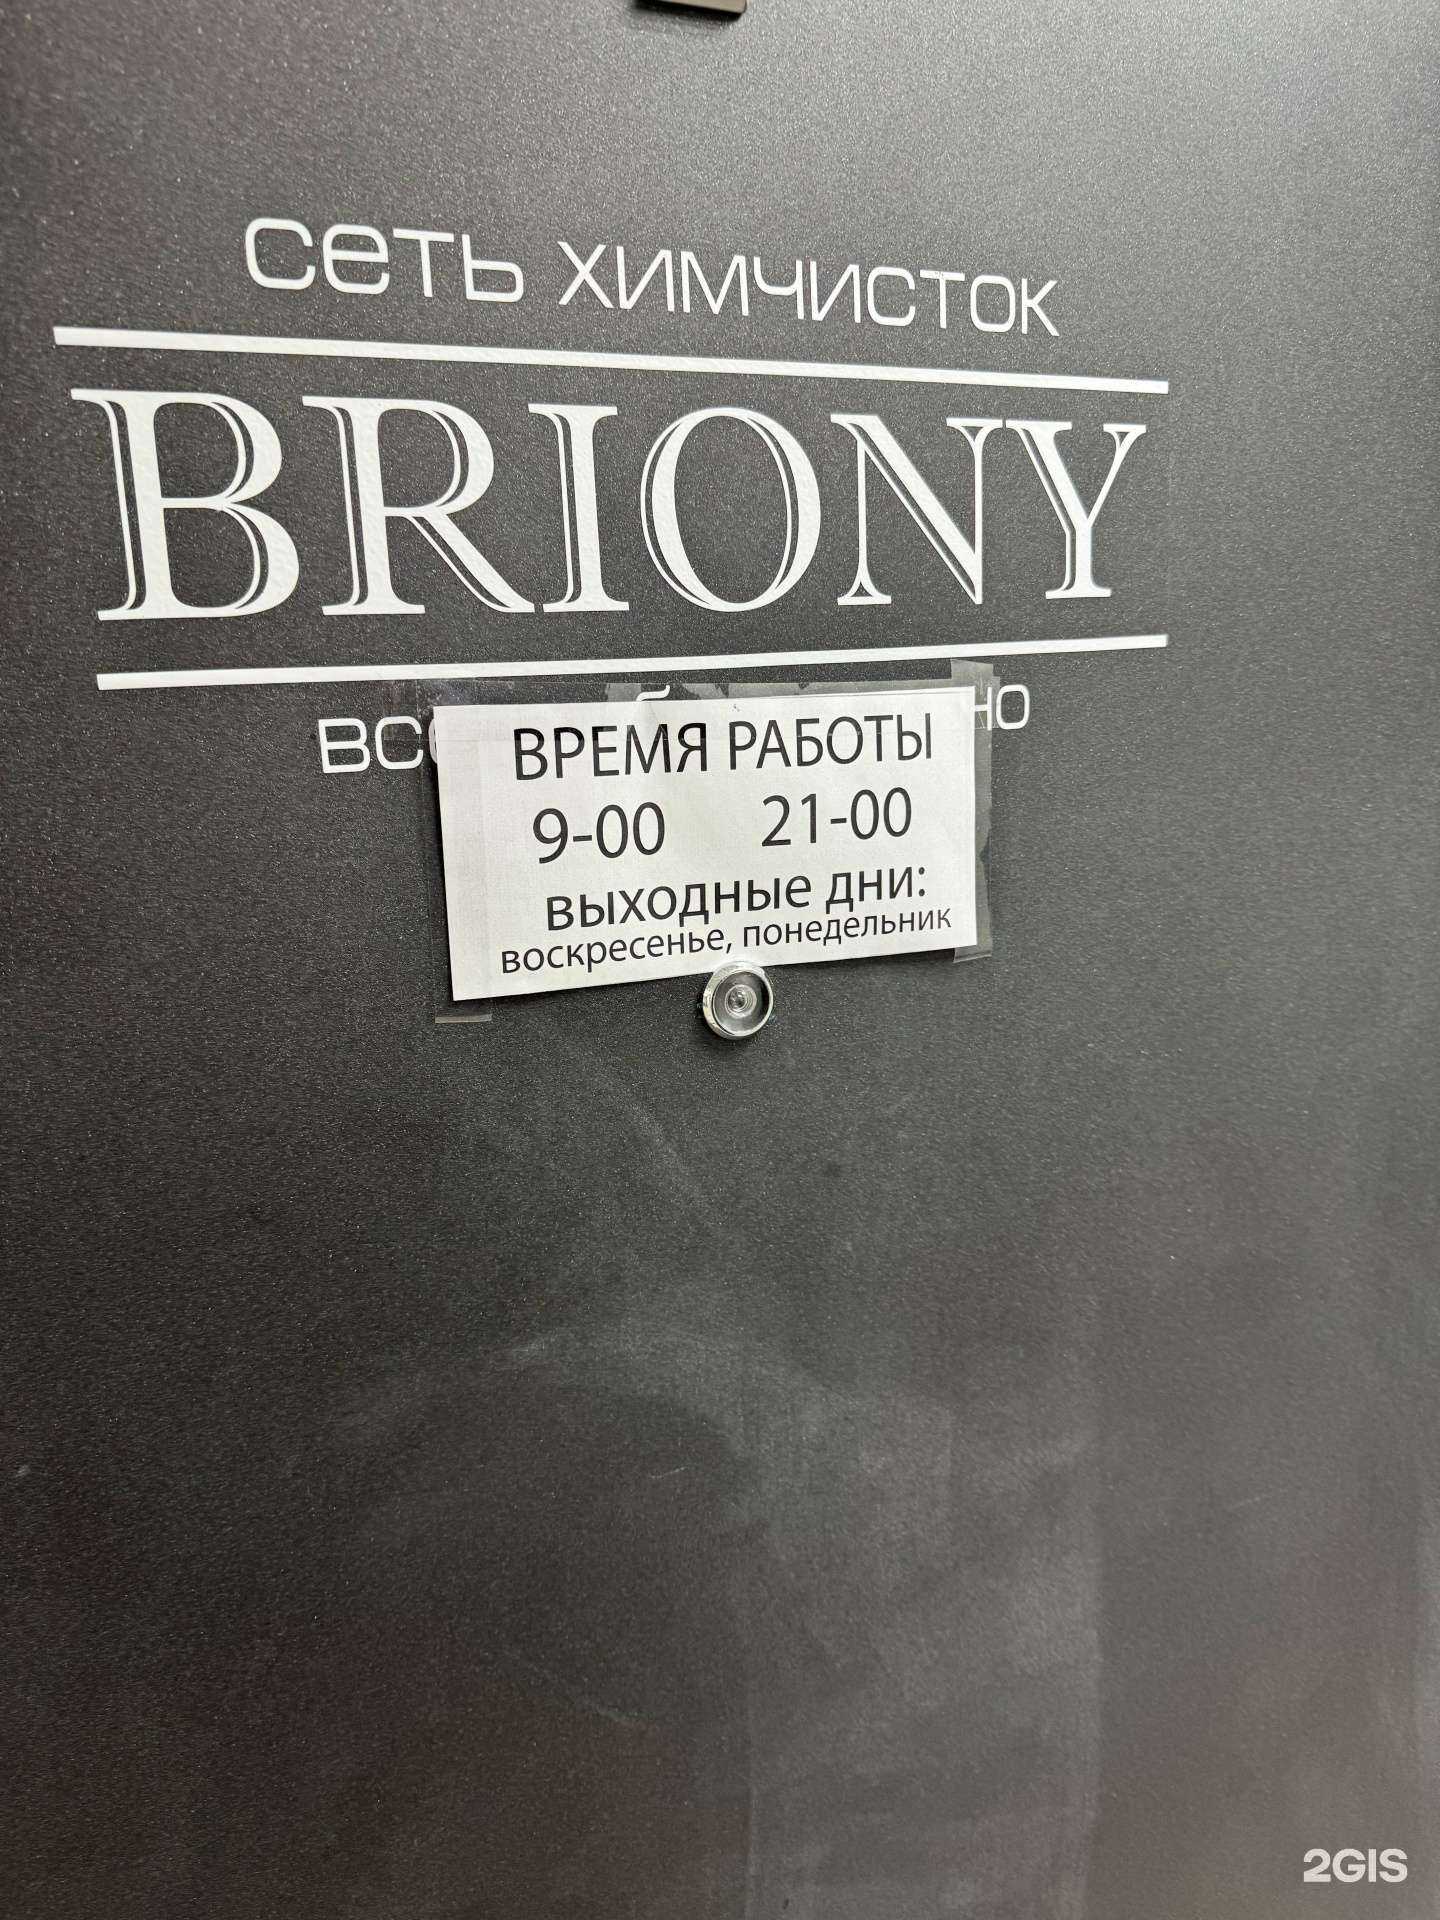 сеть химчисток
BRIONY
ВРЕМЯ РАБОТЫ
9-00 21-00
выходные дни:
воскресенье, понедельник
2GIS